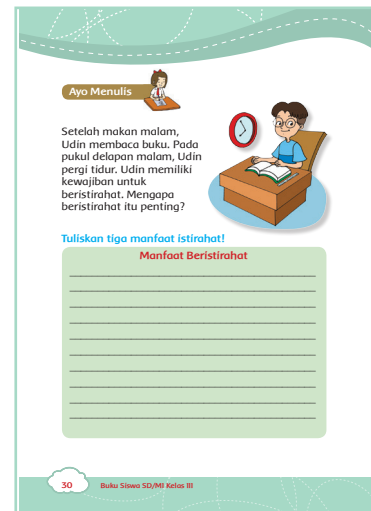 Ayo Menulis
Setelah makan malam,
Udin membaca buku. Pada
pukul delapan malam, Udin
pergi tidur. Udin memiliki
kewajiban untuk
beristirahat. Mengapa
beristirahat itu penting?
Tuliskan tiga manfaat istirahat!
Manfaat Beristirahat
30
Buku Siswa SD/MI Kelas III